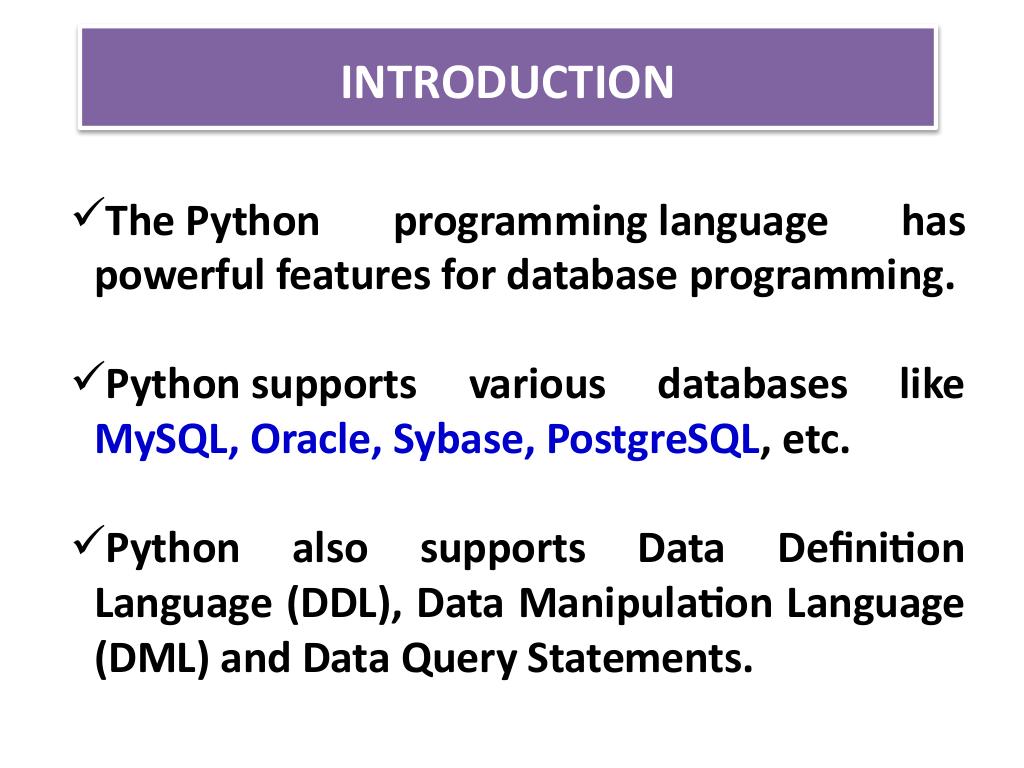 INTRODUCTION
✓The Python programming language has
powerful features for database programming.
✓Python supports various databases like
MySQL, Oracle, Sybase, PostgreSQL, etc.
✓Python also supports Data Definition
Language (DDL), Data Manipulation Language
(DML) and Data Query Statements.